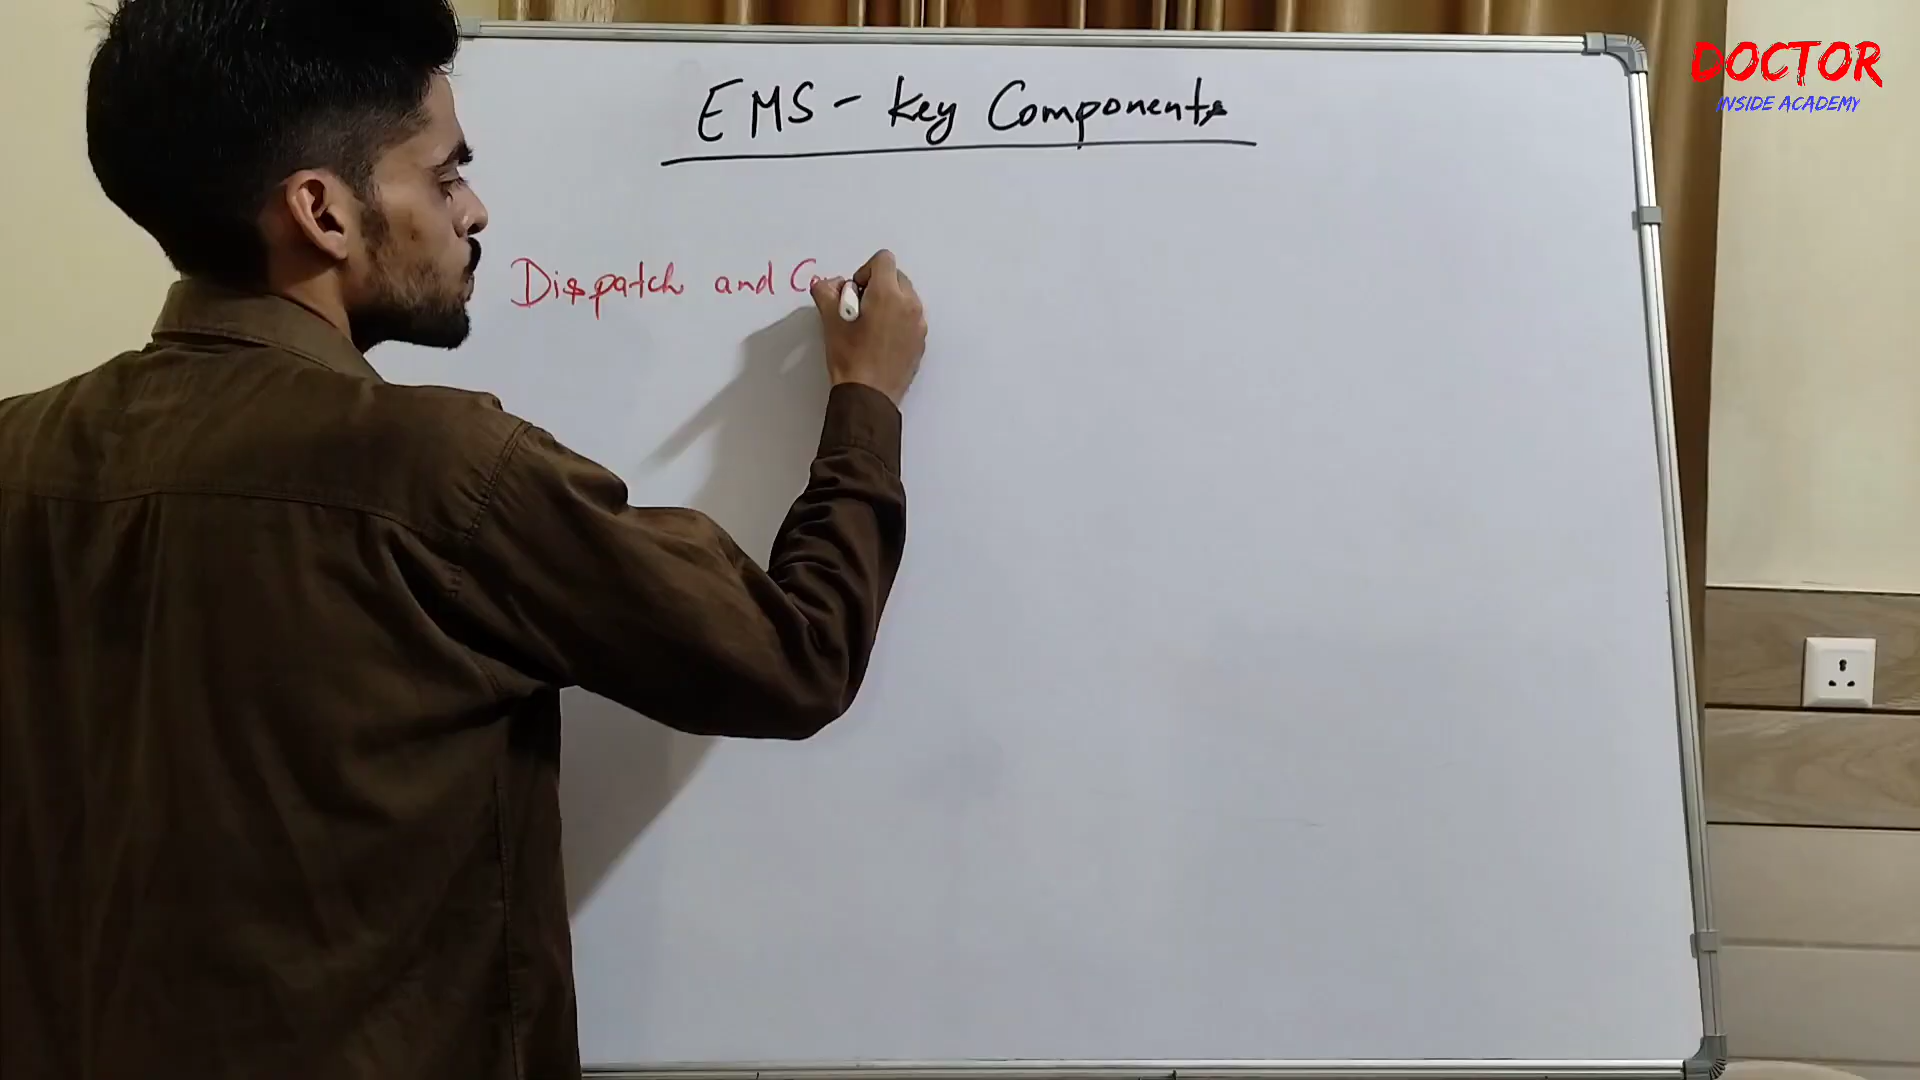 EMS - Key Components
DOCTOR
INSIDE ACADEMY
Dispatch and